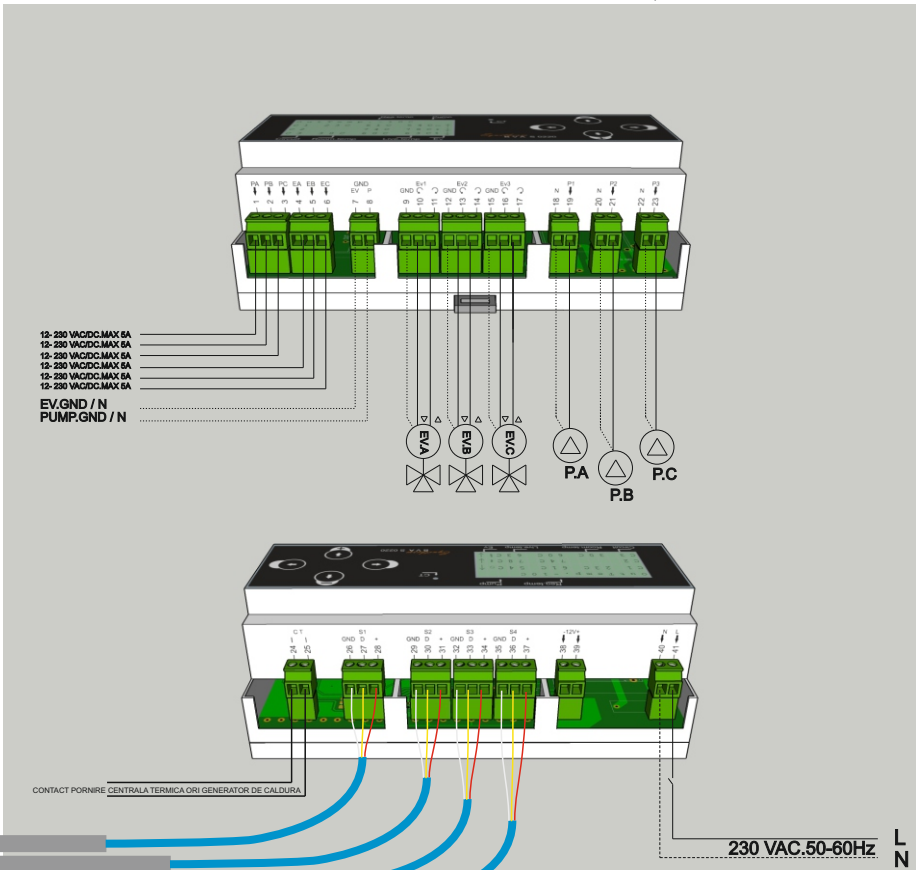 PA PB PC EA EB EC GND
EV P
GND Ev1 GND Ev2 GND Ev3
N P1 N P2 N P3
1 2 3 4 5 6 7 8 9 10 11 12 13 14 15 16 17 18 19 20 21 22 23
12- 230 VAC/DC.MAX 5A
12- 230 VAC/DC.MAX 5A
12- 230 VAC/DC.MAX 5A
12- 230 VAC/DC.MAX 5A
12- 230 VAC/DC.MAX 5A
12- 230 VAC/DC.MAX 5A
EV.GND / N
PUMP.GND / N
EV.A EV.B EV.C
P.A P.B P.C
C.T S1 S2 S3 S4 -12V+ N L
GND D + GND D + GND D + GND D +
24 25 26 27 28 29 30 31 32 33 34 35 36 37 38 39 40 41
CONTACT PORNIRE CENTRALA TERMICA ORI GENERATOR DE CALDURA
230 VAC.50-60Hz
L
N